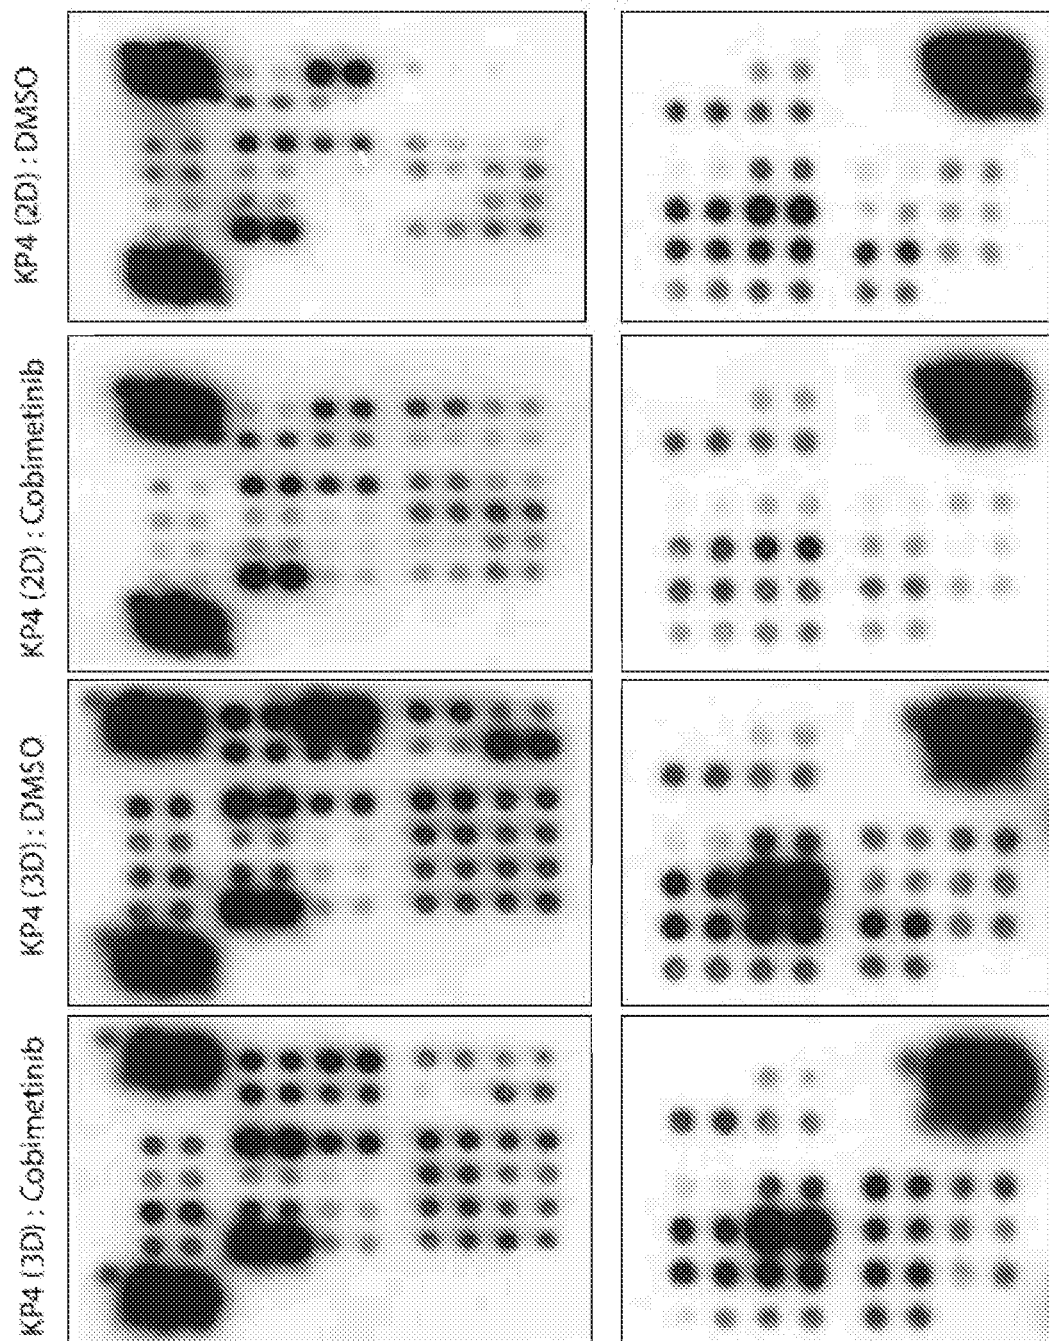 KP4 (2D) : DMSO
KP4 (2D) : Cobimetinib
KP4 (3D) : DMSO
KP4 (3D) : Cobimetinib